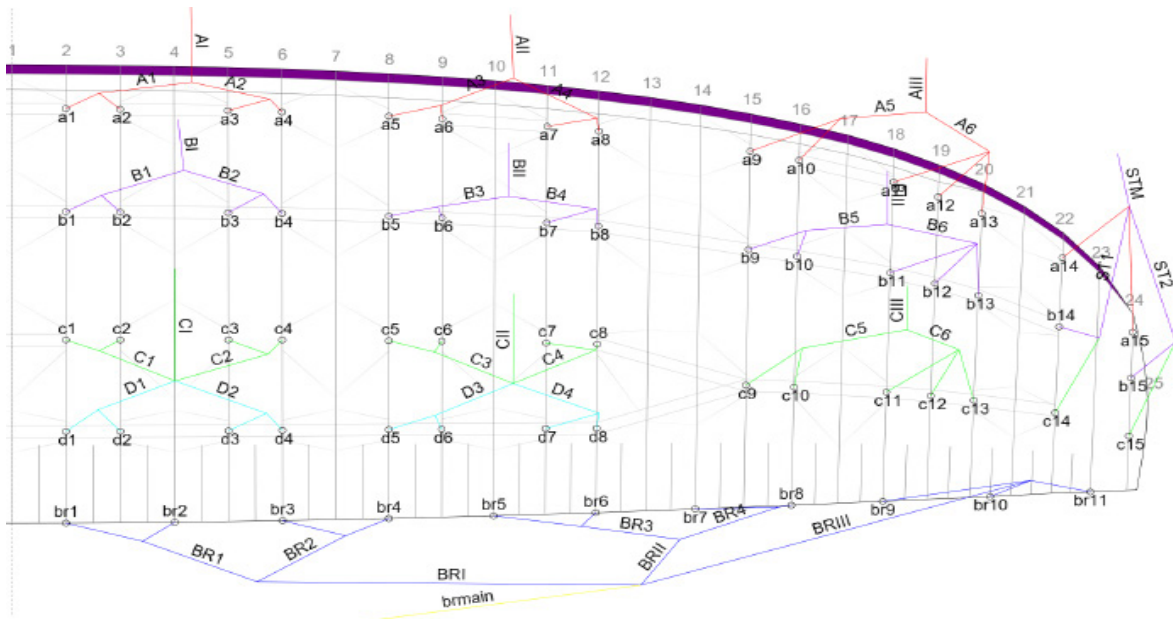 AI
AII
AIII
1 2 3 4 5 6 7 8 9 10 11 12 13 14 15 16 17 18 19 20 21 22 23 24 25
A1 A2 A3 A4 A5 A6
a1 a2 a3 a4 a5 a6 a7 a8 a9 a10 a12 a13 a14 a15
BI BII STM ST2
B1 B2 B3 B4 B5 B6
b1 b2 b3 b4 b5 b6 b7 b8 b9 b10 b11 b12 b13 b14 b15
c1 c2 c3 c4 c5 c6 c7 c8 c9 c10 c11 c12 c13 c14 c15
CI CII CIII
C1 C2 C3 C4 C5 C6
D1 D2 D3 D4
d1 d2 d3 d4 d5 d6 d7 d8
br1 br2 br3 br4 br5 br6 br7 br8 br9 br10 br11
BR1 BR2 BR3 BR4
BRI BRII BRIII
brmain